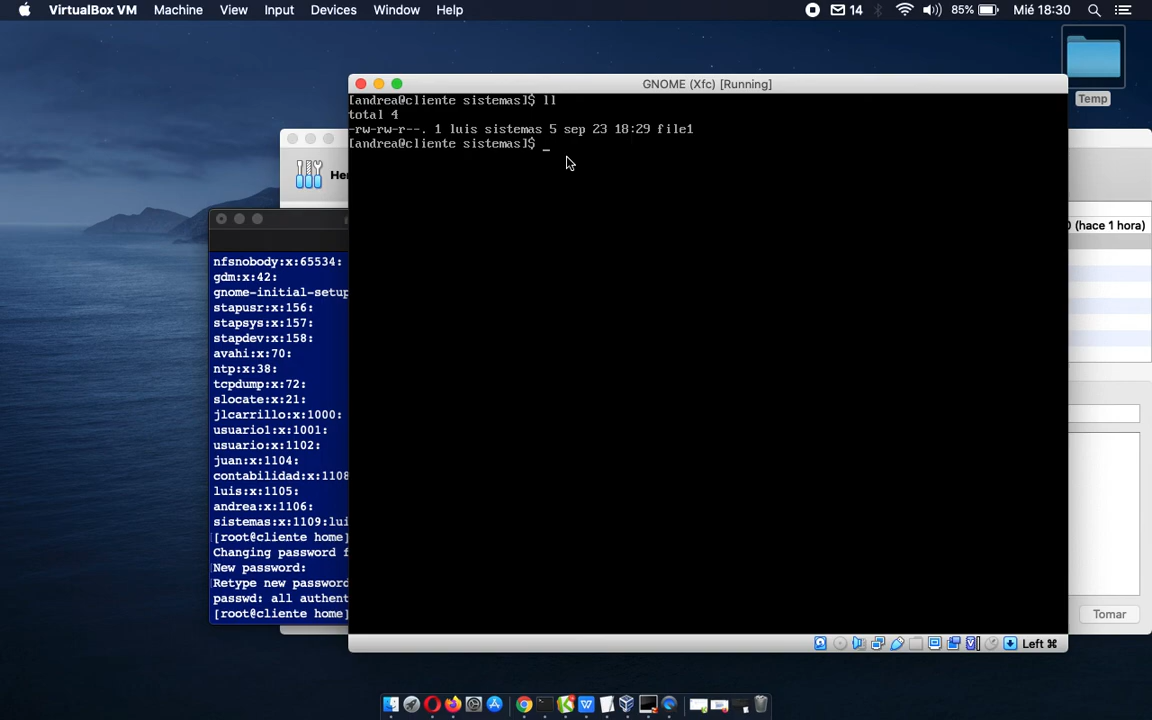 VirtualBox VM Machine View Input Devices Window Help 14 85% Mié 18:30
Temp
GNOME (Xfc) [Running]
[andrea@cliente sistemas]$ ll
total 4
-rw-rw-r--. 1 luis sistemas 5 sep 23 18:29 file1
[andrea@cliente sistemas]$ _
Her
(hace 1 hora)
nfsnobody:x:65534:
gdm:x:42:
gnome-initial-setup
stapusr:x:156:
stapsys:x:157:
stapdev:x:158:
avahi:x:70:
ntp:x:38:
tcpdump:x:72:
slocate:x:21:
jlcarrillo:x:1000:
usuario1:x:1001:
usuario:x:1102:
juan:x:1104:
contabilidad:x:1108
luis:x:1105:
andrea:x:1106:
sistemas:x:1109:lui
[root@cliente home]
Changing password f
New password:
Retype new password
passwd: all authent
[root@cliente home]
Tomar
Left ⌘